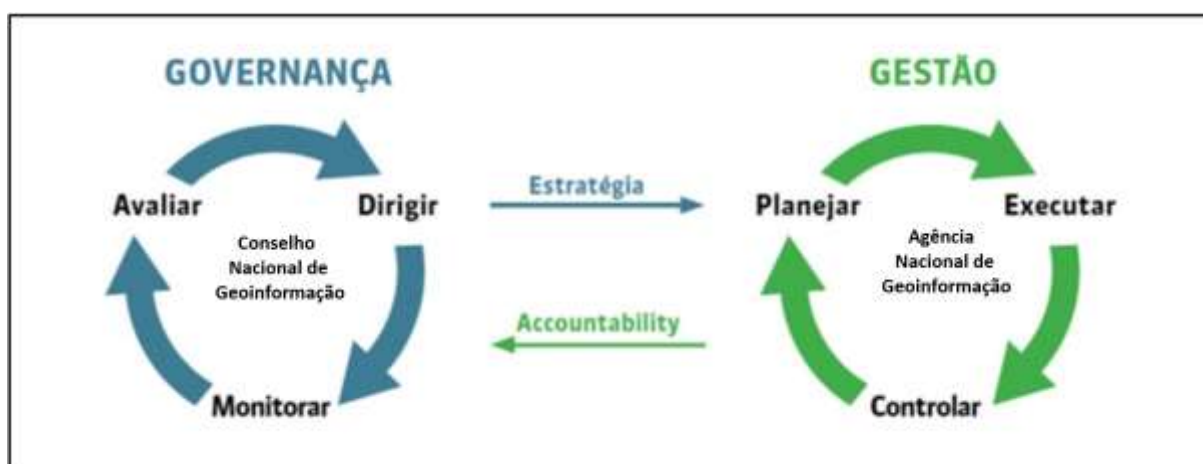 GOVERNANÇA
Avaliar
Dirigir
Conselho
Nacional de
Geoinformação
Monitorar
Estratégia
Accountability
GESTÃO
Planejar
Executar
Agência
Nacional de
Geoinformação
Controlar